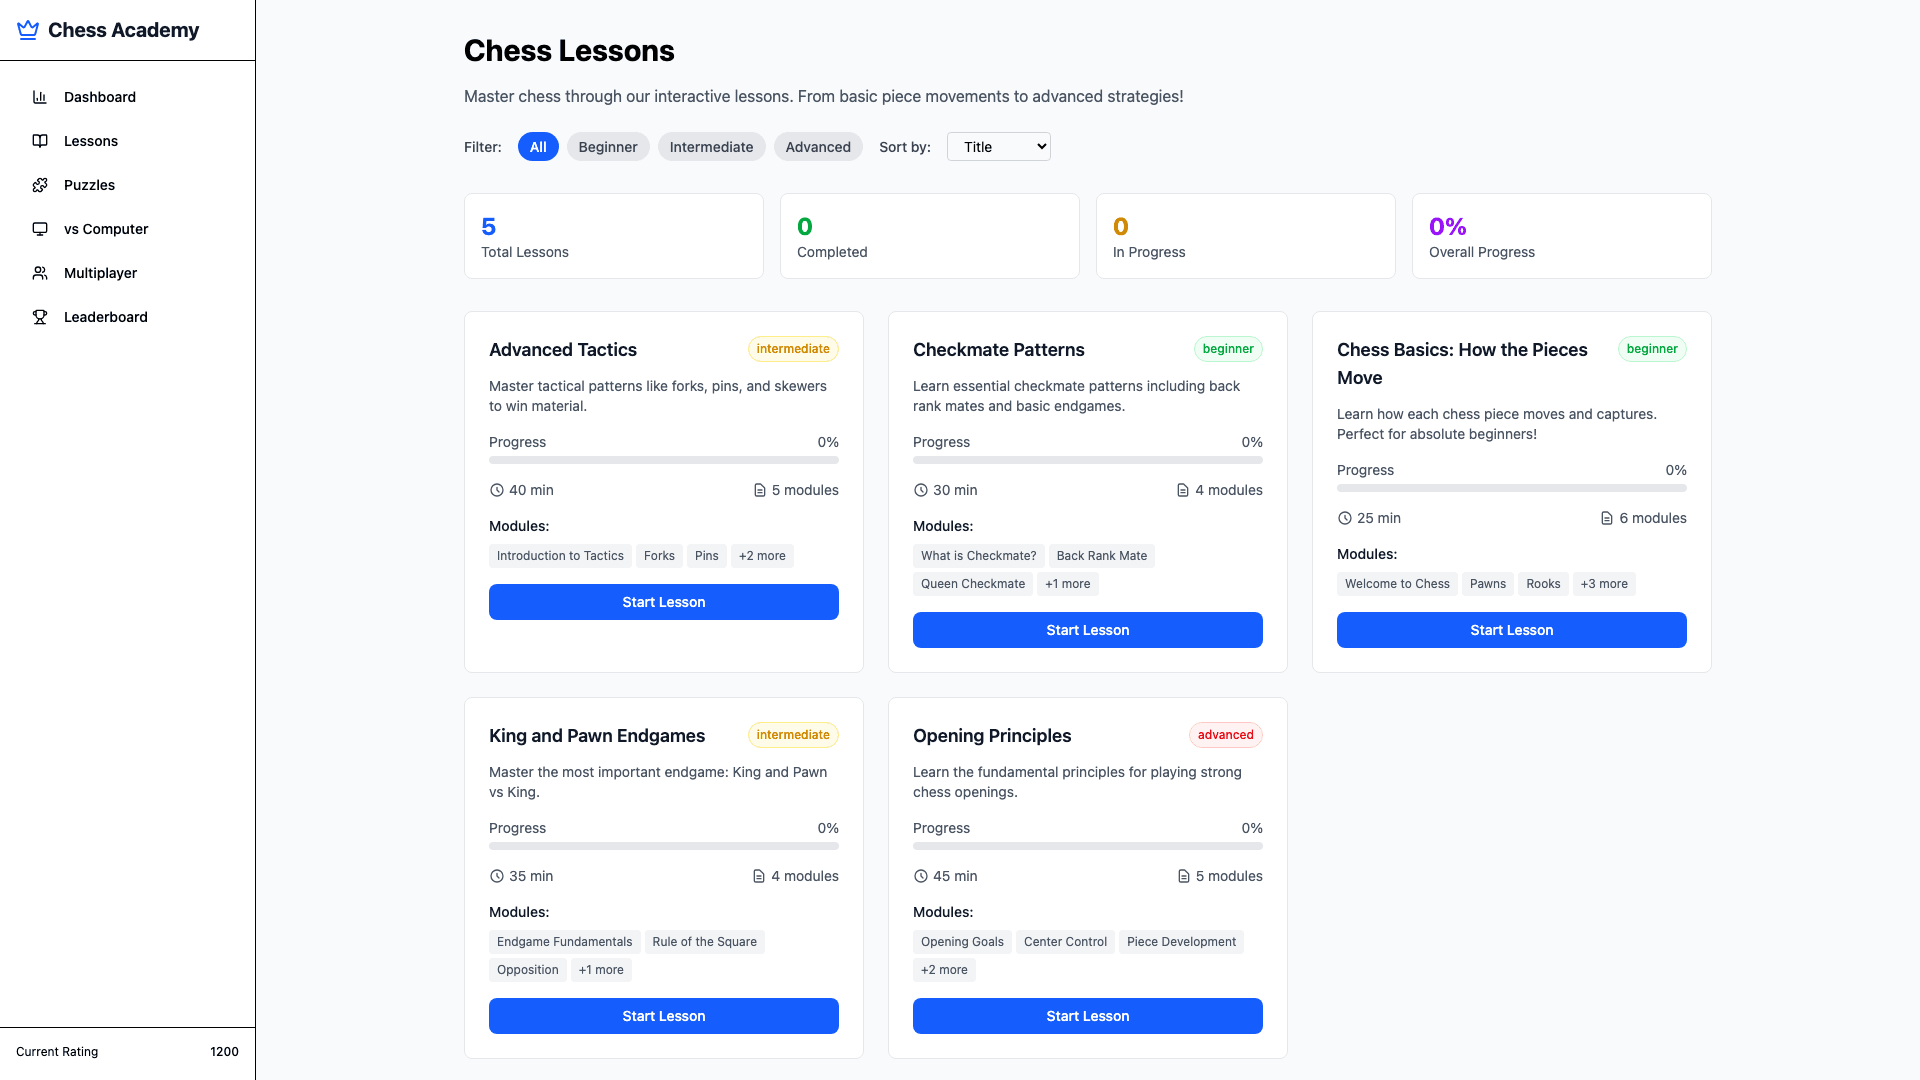 Chess Academy
Dashboard
Lessons
Puzzles
vs Computer
Multiplayer
Leaderboard
Current Rating 1200
Chess Lessons
Master chess through our interactive lessons. From basic piece movements to advanced strategies!
Filter: All Beginner Intermediate Advanced Sort by: Title
5
Total Lessons
0
Completed
0
In Progress
0%
Overall Progress
Advanced Tactics intermediate
Master tactical patterns like forks, pins, and skewers
to win material.
Progress 0%
40 min 5 modules
Modules:
Introduction to Tactics Forks Pins +2 more
Start Lesson
Checkmate Patterns beginner
Learn essential checkmate patterns including back
rank mates and basic endgames.
Progress 0%
30 min 4 modules
Modules:
What is Checkmate? Back Rank Mate
Queen Checkmate +1 more
Start Lesson
Chess Basics: How the Pieces beginner
Move
Learn how each chess piece moves and captures.
Perfect for absolute beginners!
Progress 0%
25 min 6 modules
Modules:
Welcome to Chess Pawns Rooks +3 more
Start Lesson
King and Pawn Endgames intermediate
Master the most important endgame: King and Pawn
vs King.
Progress 0%
35 min 4 modules
Modules:
Endgame Fundamentals Rule of the Square
Opposition +1 more
Start Lesson
Opening Principles advanced
Learn the fundamental principles for playing strong
chess openings.
Progress 0%
45 min 5 modules
Modules:
Opening Goals Center Control Piece Development
+2 more
Start Lesson